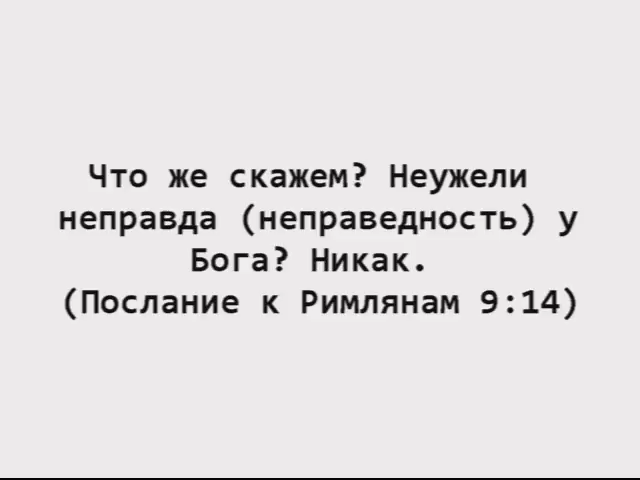 Что же скажем? Неужели
неправда (неправедность) у
Бога? Никак.
(Послание к Римлянам 9:14)